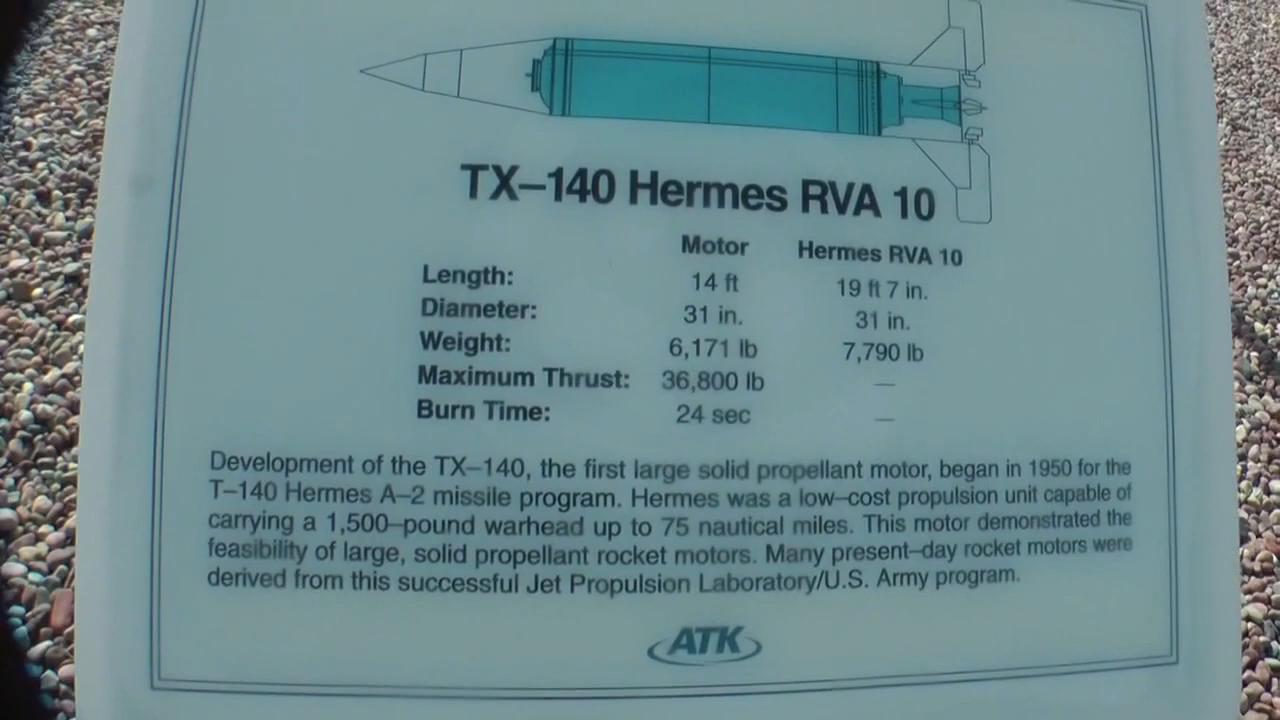 TX–140 Hermes RVA 10
Motor Hermes RVA 10
Length: 14 ft 19 ft 7 in.
Diameter: 31 in. 31 in.
Weight: 6,171 lb 7,790 lb
Maximum Thrust: 36,800 lb —
Burn Time: 24 sec —
Development of the TX–140, the first large solid propellant motor, began in 1950 for the
T–140 Hermes A–2 missile program. Hermes was a low–cost propulsion unit capable of
carrying a 1,500–pound warhead up to 75 nautical miles. This motor demonstrated the
feasibility of large, solid propellant rocket motors. Many present–day rocket motors were
derived from this successful Jet Propulsion Laboratory/U.S. Army program.
ATK